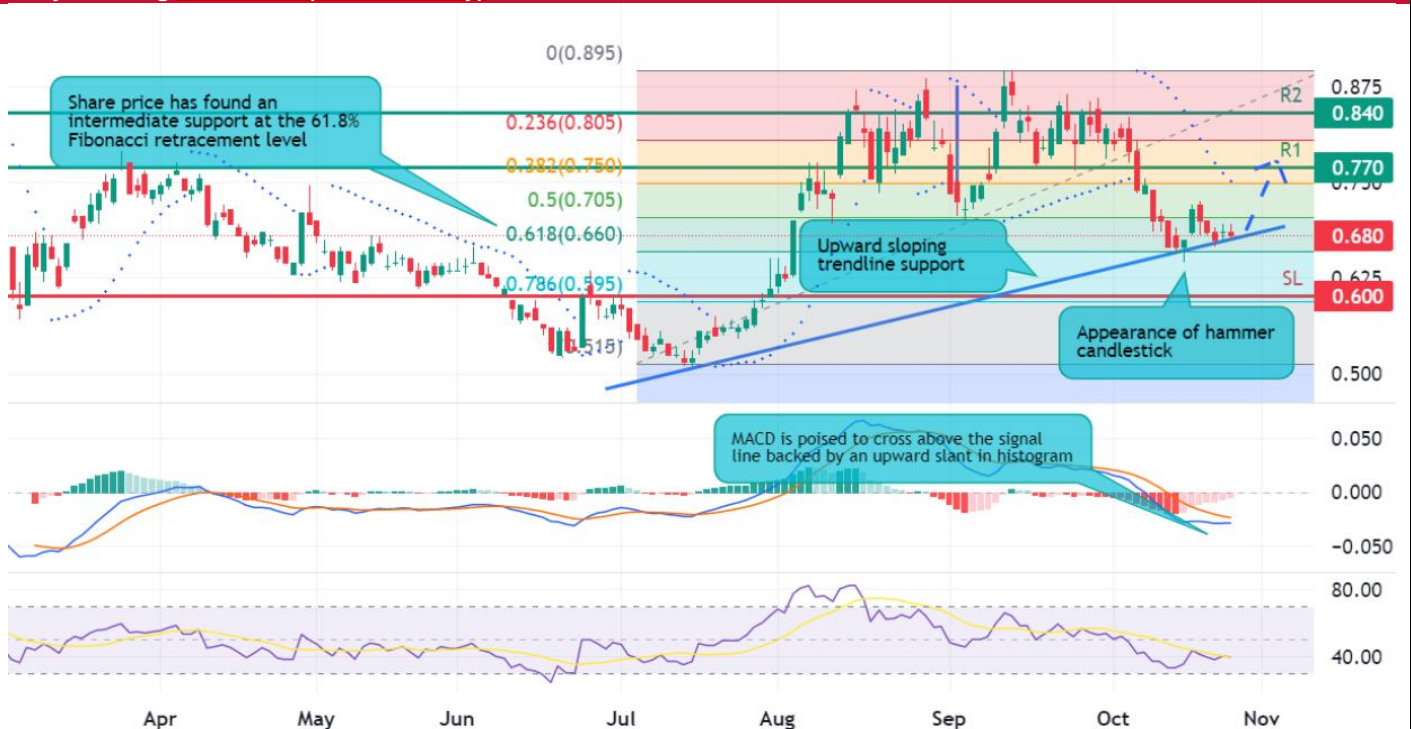 0(0.895)
0.875
Share price has found an
intermediate support at the 61.8%
Fibonacci retracement level
R2
0.840
0.236(0.805)
R1
0.382(0.750)
0.770
0.750
0.5(0.705)
0.618(0.660)
0.680
Upward sloping
trendline support
0.625
SL
0.786(0.595)
0.600
Appearance of hammer
candlestick
0.500
MACD is poised to cross above the signal
line backed by an upward slant in histogram
0.050
0.000
−0.050
80.00
40.00
Apr May Jun Jul Aug Sep Oct Nov